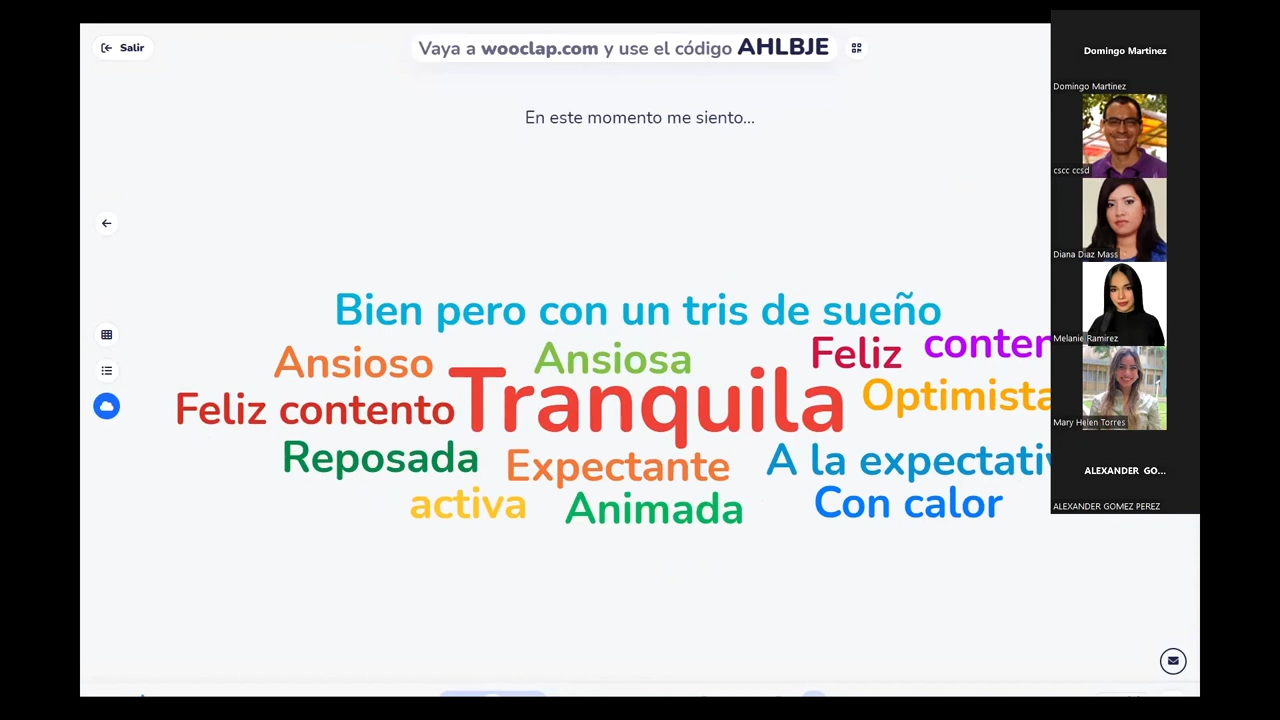 Salir
Vaya a wooclap.com y use el código AHLBJE
En este momento me siento...
Bien pero con un tris de sueño
Ansioso
Ansiosa
Feliz
Feliz contento
Tranquila
Optimista
Reposada
Expectante
A la
activa
Animada
Con calor
Domingo Martinez
Domingo Martinez
cscc ccsd
Diana Diaz Mass
Melanie Ramirez
Mary Helen Torres
ALEXANDER GO...
ALEXANDER GOMEZ PEREZ